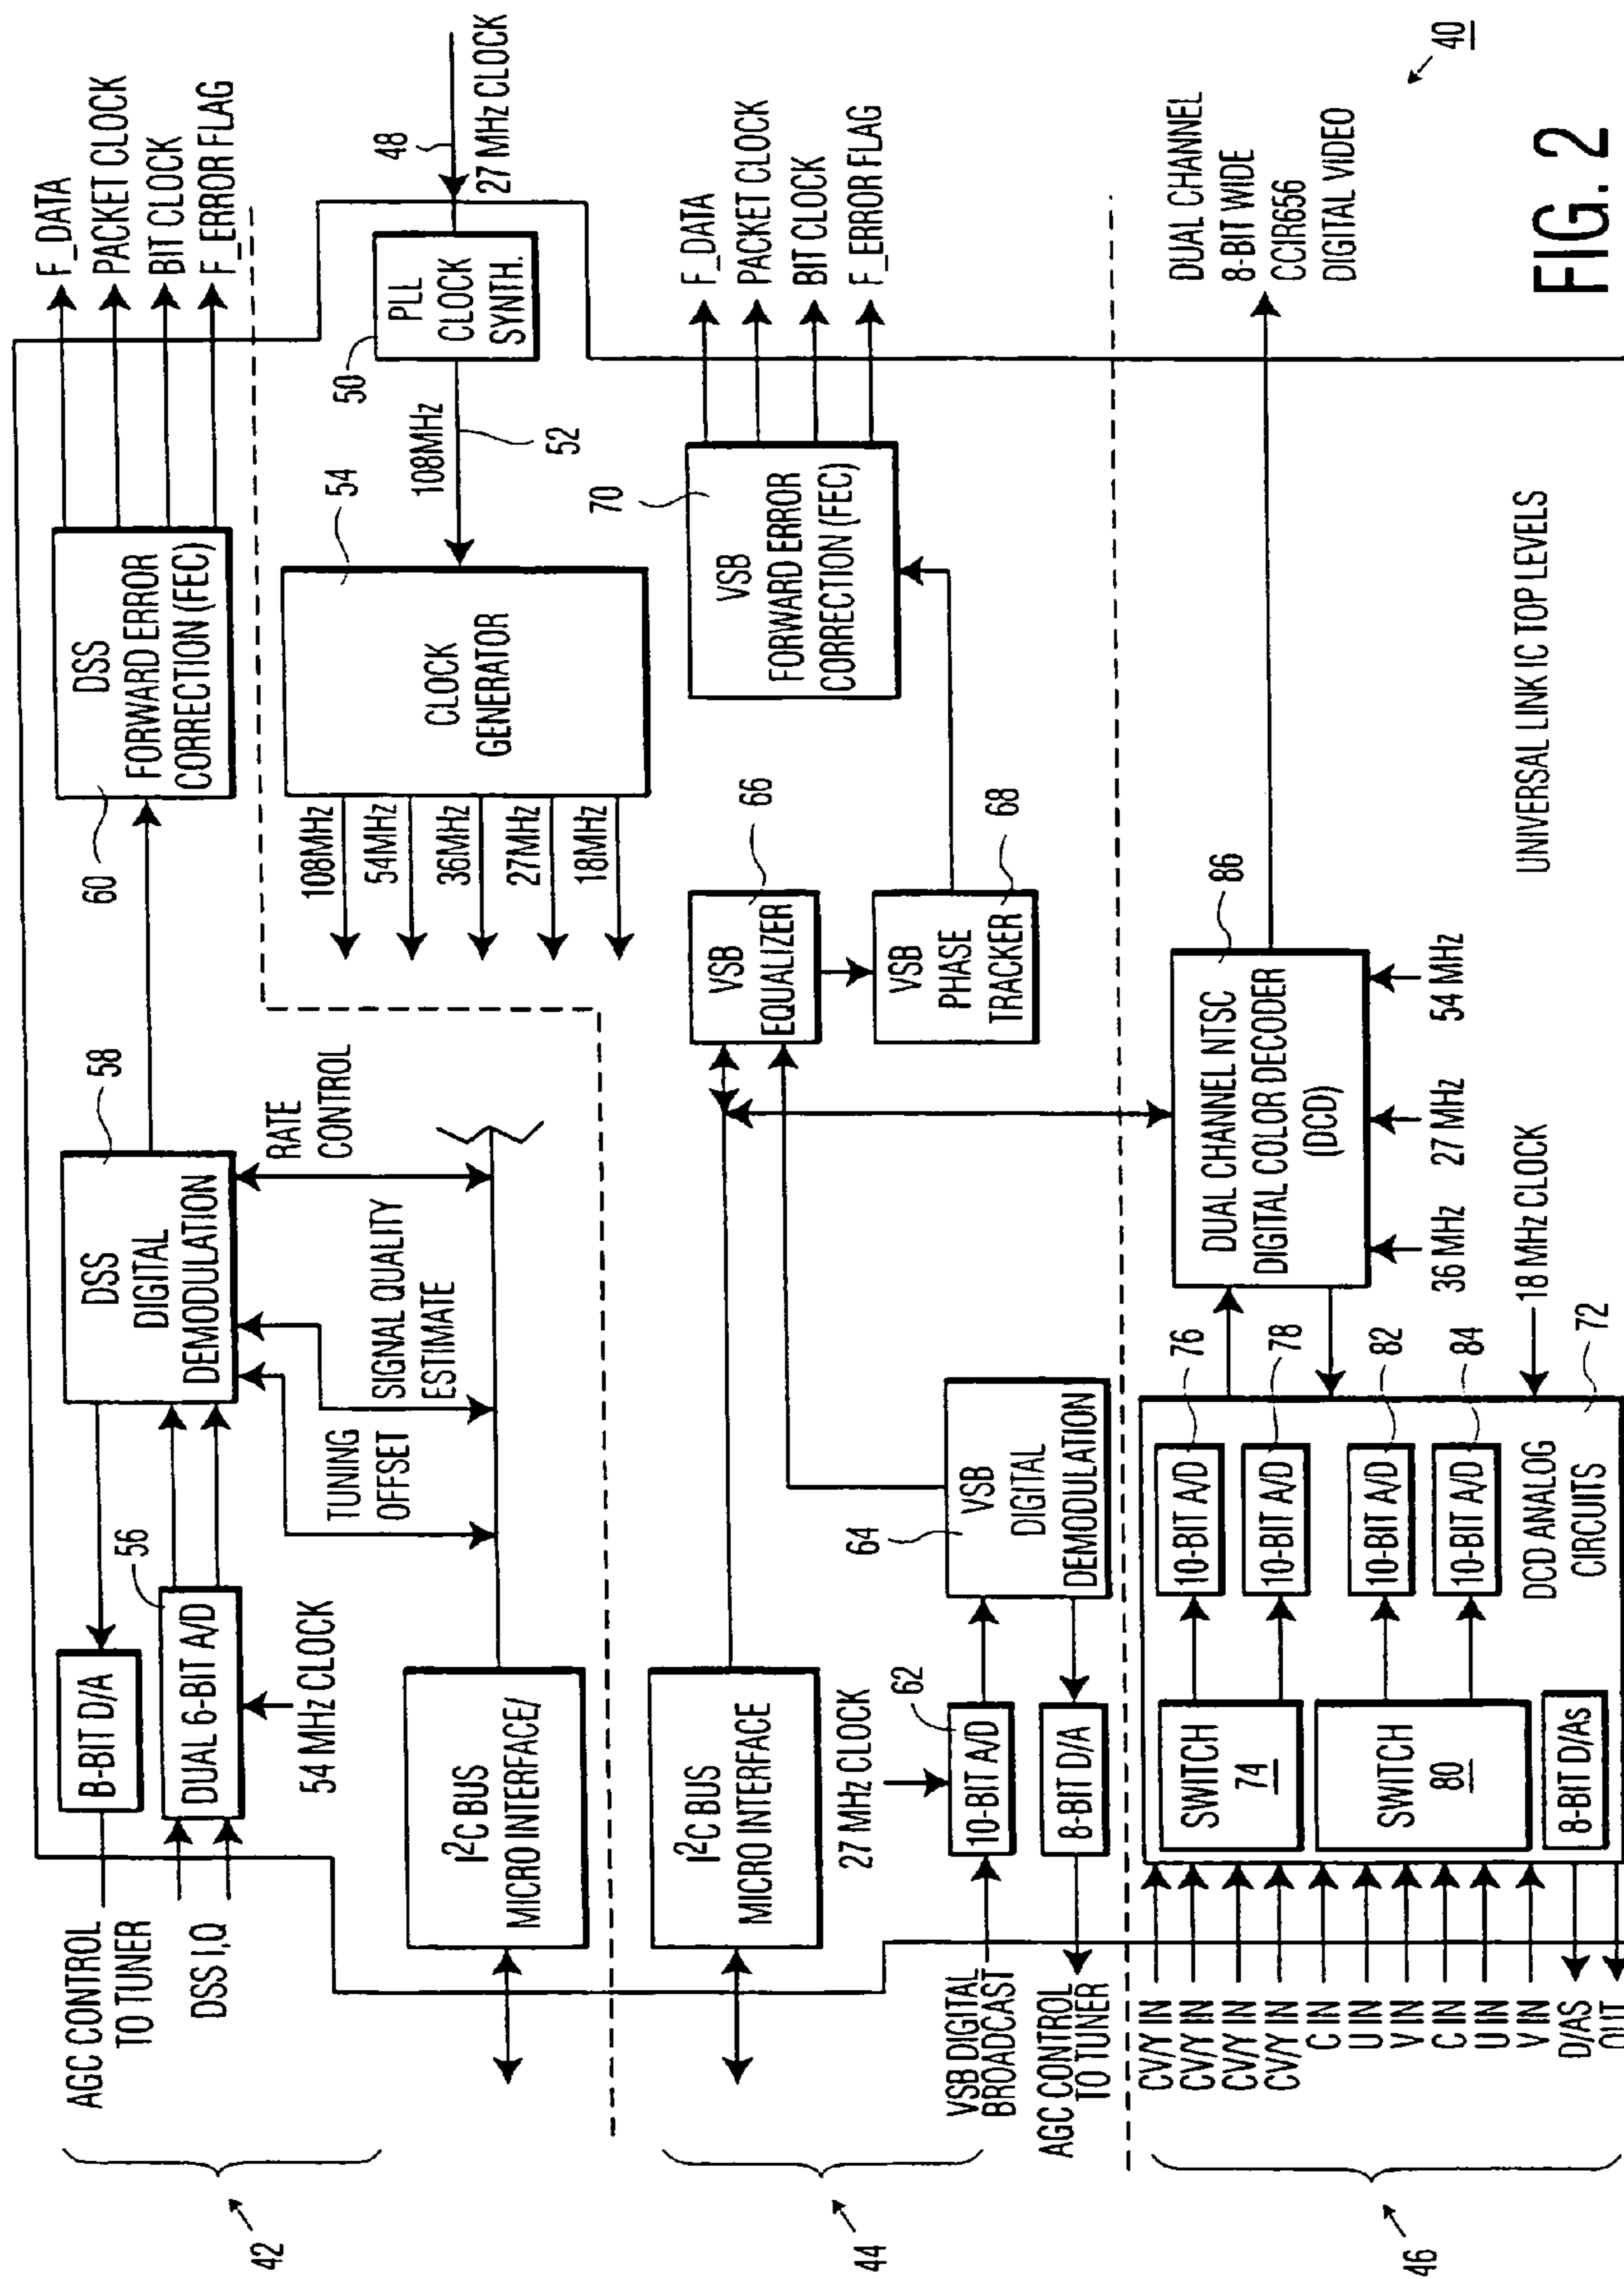 AGC CONTROL
TO TUNER
DSS I,Q
42
B-BIT D/A
DUAL 6-BIT A/D
56
54 MHz CLOCK
I²C BUS
MICRO INTERFACE/
TUNING
OFFSET
SIGNAL QUALITY
ESTIMATE
RATE
CONTROL
DSS
DIGITAL
DEMODULATION
58
60
DSS
FORWARD ERROR
CORRECTION (FEC)
F_DATA
PACKET CLOCK
BIT CLOCK
F_ERROR FLAG
108MHz
54MHz
36MHz
27MHz
18MHz
CLOCK
GENERATOR
54
108MHz
52
50
PLL
CLOCK
SYNTH.
48
27 MHz CLOCK
44
I²C BUS
MICRO INTERFACE
VSB DIGITAL
BROADCAST
AGC CONTROL
TO TUNER
27 MHz CLOCK
62
10-BIT A/D
8-BIT D/A
64
VSB
DIGITAL
DEMODULATION
VSB
EQUALIZER
66
VSB
PHASE
TRACKER
68
70
VSB
FORWARD ERROR
CORRECTION (FEC)
F_DATA
PACKET CLOCK
BIT CLOCK
F_ERROR FLAG
46
CV/Y IN
CV/Y IN
CV/Y IN
CV/Y IN
C IN
U IN
V IN
C IN
U IN
V IN
D/AS
OUT
SWITCH
74
SWITCH
80
8-BIT D/As
10-BIT A/D
76
10-BIT A/D
78
10-BIT A/D
82
10-BIT A/D
84
DCD ANALOG
CIRCUITS
72
18 MHz CLOCK
DUAL CHANNEL NTSC
DIGITAL COLOR DECODER
(DCD)
86
36 MHz
27 MHz
54 MHz
DUAL CHANNEL
8-BIT WIDE
CCIR656
DIGITAL VIDEO
UNIVERSAL LINK IC TOP LEVELS
40
FIG. 2